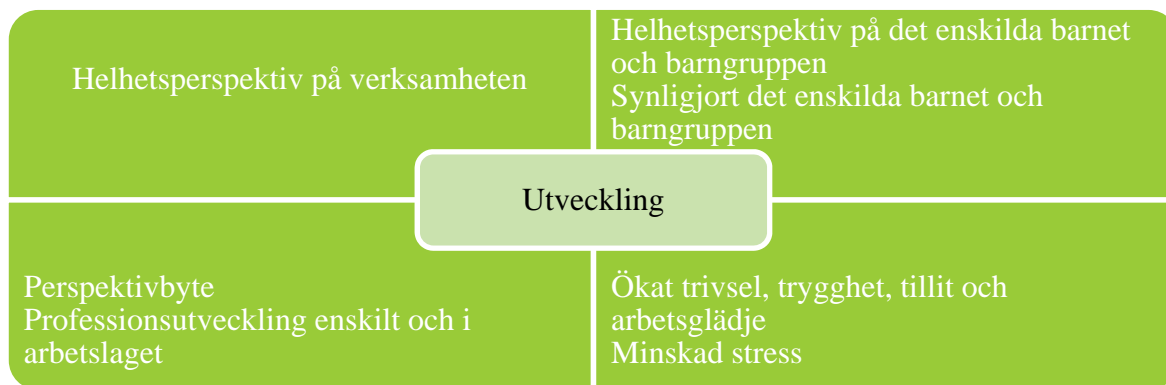 Helhetsperspektiv på verksamheten
Helhetsperspektiv på det enskilda barnet
och barngruppen
Synligjort det enskilda barnet och
barngruppen
Utveckling
Perspektivbyte
Professionsutveckling enskilt och i
arbetslaget
Ökat trivsel, trygghet, tillit och
arbetsglädje
Minskad stress